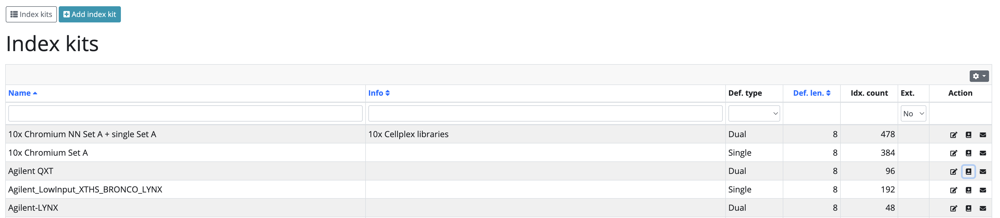 Index kits Add index kit
Index kits
Name Info Def. type Def. len. Idx. count Ext. Action
No
10x Chromium NN Set A + single Set A 10x Cellplex libraries Dual 8 478
10x Chromium Set A Single 8 384
Agilent QXT Dual 8 96
Agilent_LowInput_XTHS_BRONCO_LYNX Single 8 192
Agilent-LYNX Dual 8 48